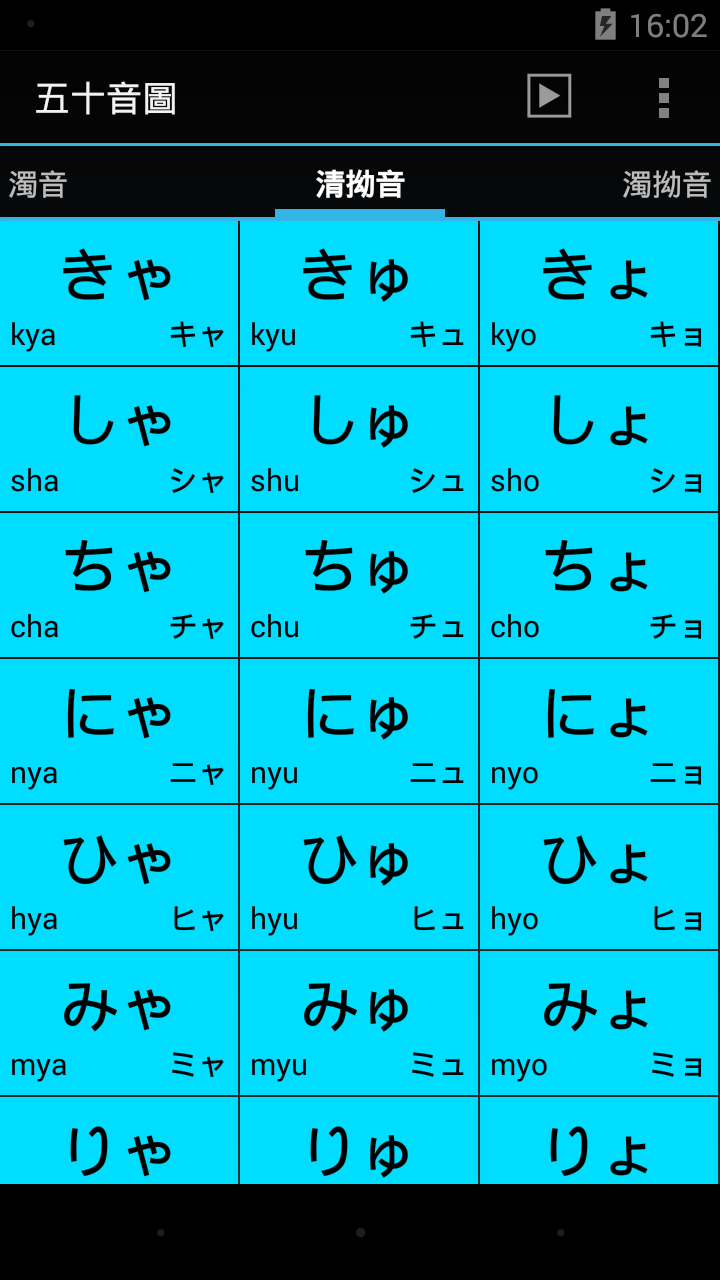 16:02
五十音圖
濁音 清拗音 濁拗音
きゃ きゅ きょ
kya キャ kyu キュ kyo キョ
しゃ しゅ しょ
sha シャ shu シュ sho ショ
ちゃ ちゅ ちょ
cha チャ chu チュ cho チョ
にゃ にゅ にょ
nya ニャ nyu ニュ nyo ニョ
ひゃ ひゅ ひょ
hya ヒャ hyu ヒュ hyo ヒョ
みゃ みゅ みょ
mya ミャ myu ミュ myo ミョ
りゃ りゅ りょ